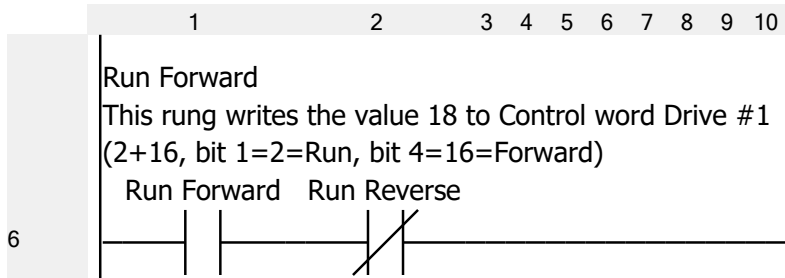 1 2 3 4 5 6 7 8 9 10
Run Forward
This rung writes the value 18 to Control word Drive #1
(2+16, bit 1=2=Run, bit 4=16=Forward)
Run Forward Run Reverse
6